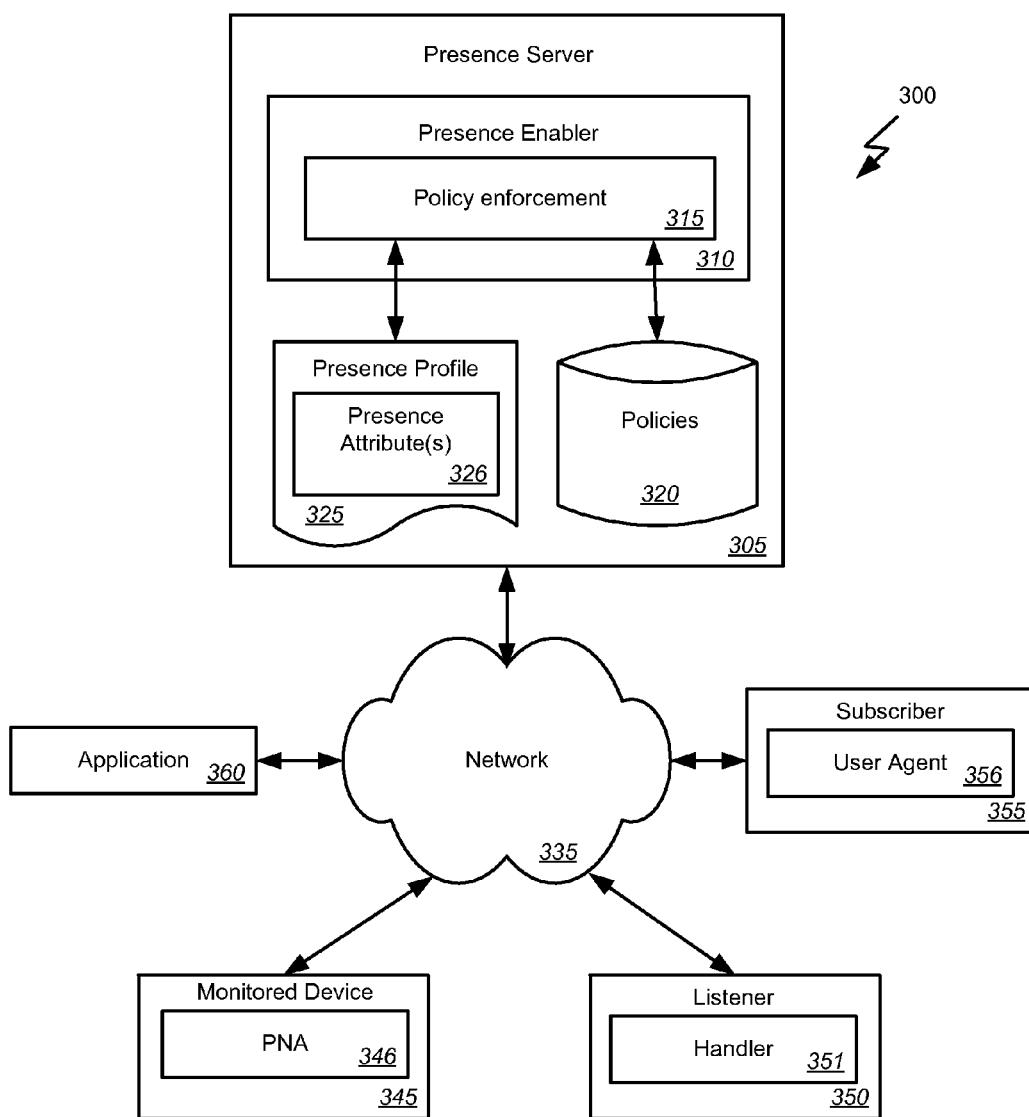 Presence Server
300
Presence Enabler
Policy enforcement
315
310
Presence Profile
Presence
Attribute(s)
326
325
Policies
320
305
Application
360
Network
335
Subscriber
User Agent
356
355
Monitored Device
PNA
346
345
Listener
Handler
351
350